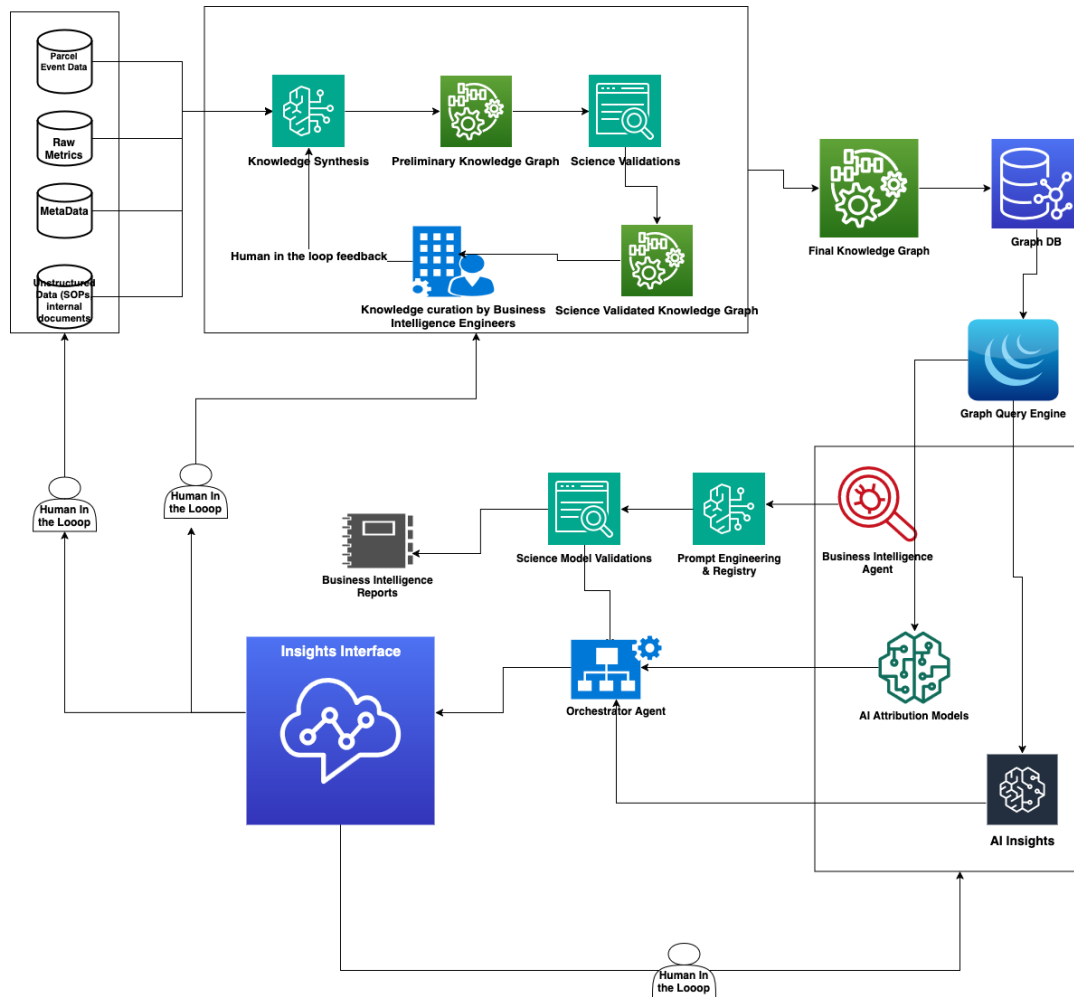 Parcel
Event Data
Raw
Metrics
MetaData
Unstructured
Data (SOPs,
internal
documents
Knowledge Synthesis
Preliminary Knowledge Graph
Science Validations
Human in the loop feedback
Knowledge curation by Business
Intelligence Engineers
Science Validated Knowledge Graph
Final Knowledge Graph
Graph DB
Graph Query Engine
Human In
the Looop
Human In
the Looop
Business Intelligence
Reports
Science Model Validations
Prompt Engineering
& Registry
Business Intelligence
Agent
Insights Interface
Orchestrator Agent
AI Attribution Models
AI Insights
Human In
the Looop